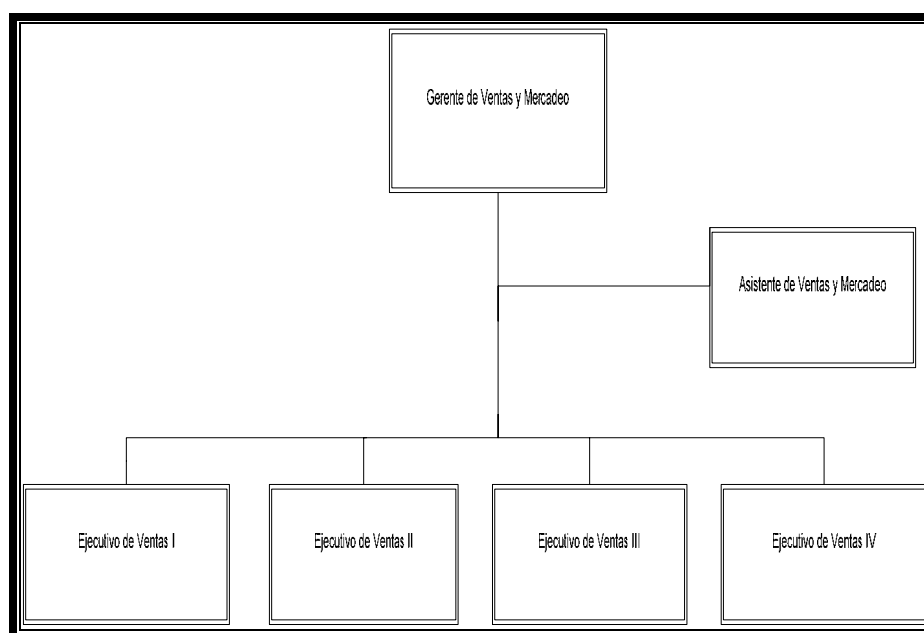 Gerente de Ventas y Mercadeo
Asistente de Ventas y Mercadeo
Ejecutivo de Ventas I
Ejecutivo de Ventas II
Ejecutivo de Ventas III
Ejecutivo de Ventas IV